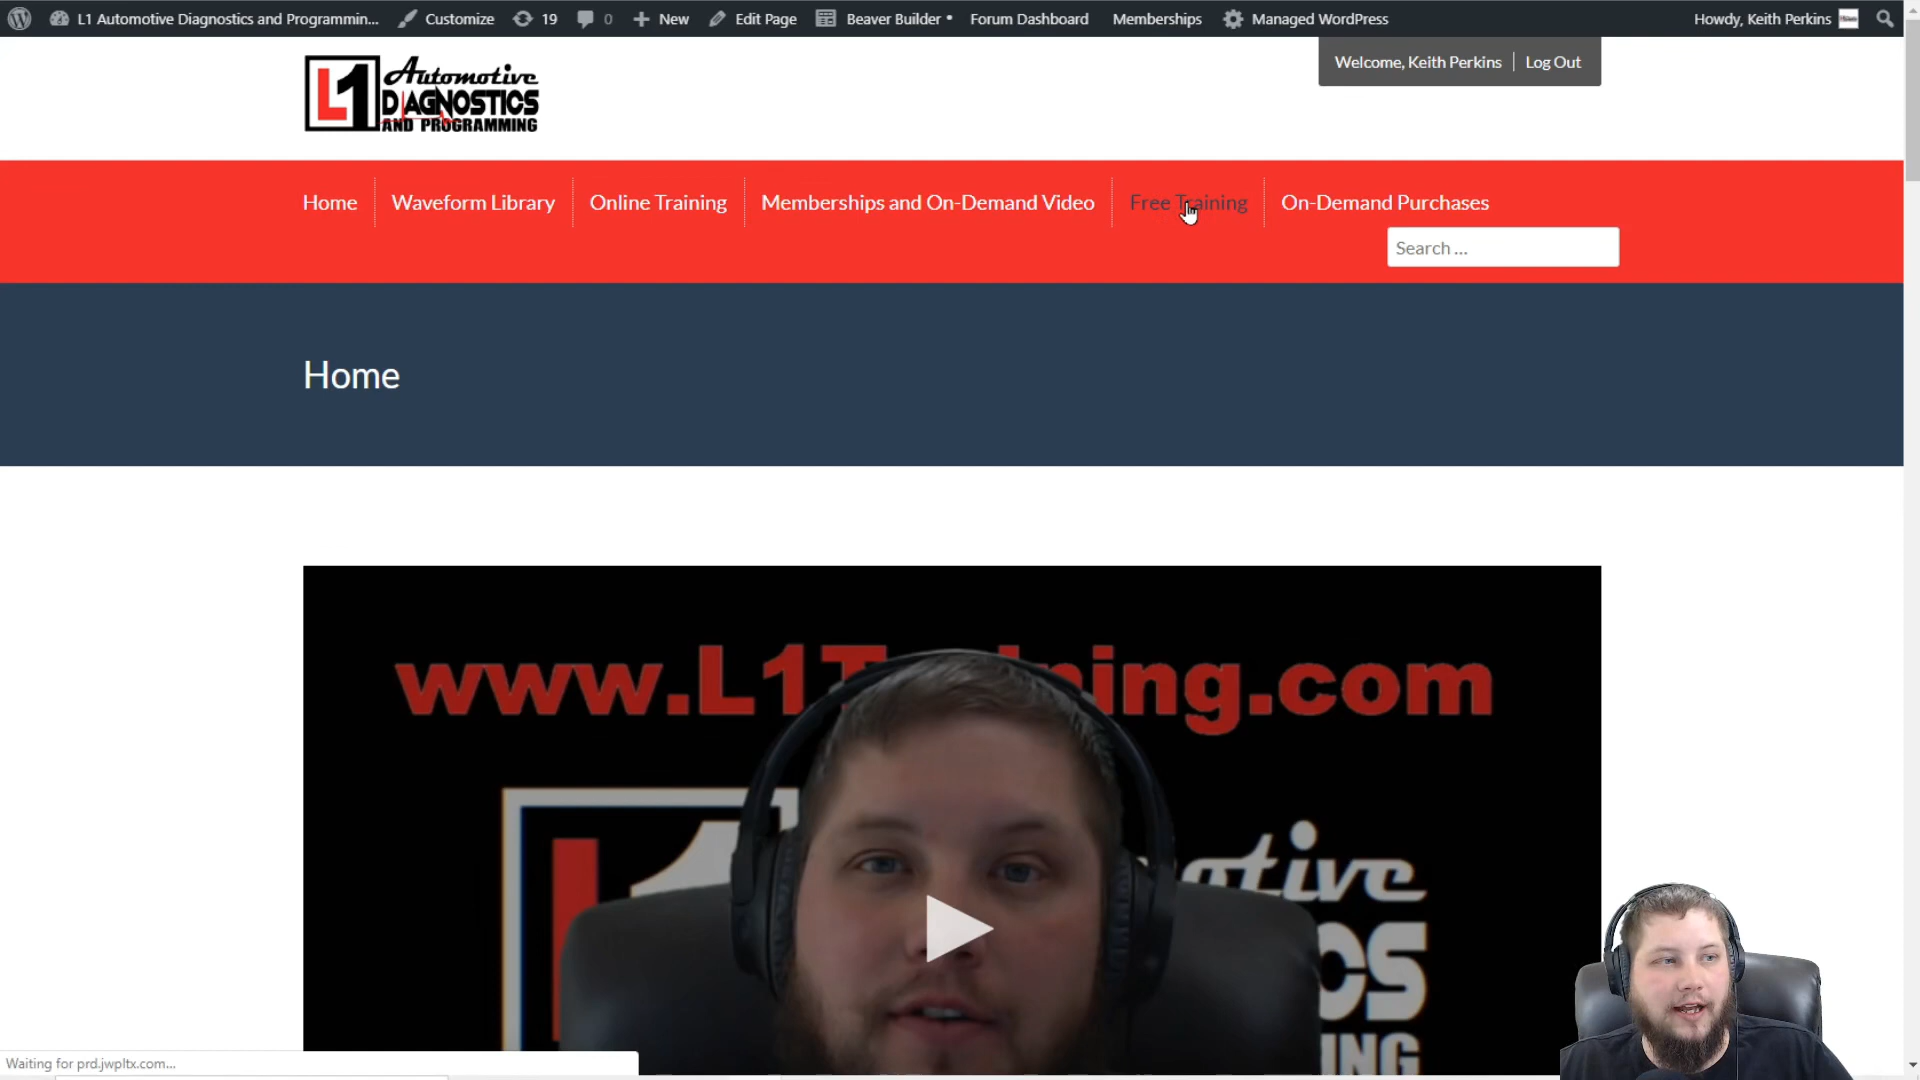 L1 Automotive Diagnostics and Programmin... Customize 19 0 New Edit Page Beaver Builder Forum Dashboard Memberships Managed WordPress Howdy, Keith Perkins
Welcome, Keith Perkins Log Out
L1 Automotive
DIAGNOSTICS
AND PROGRAMMING
Home Waveform Library Online Training Memberships and On-Demand Video Free Training On-Demand Purchases
Search ...
Home
www.L1Training.com
Waiting for prd.jwpltx.com...